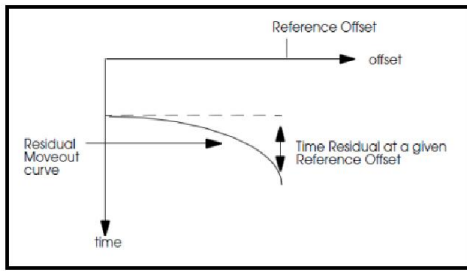 Reference Offset
offset
Residual
Moveout
curve
Time Residual at a given
Reference Offset
time